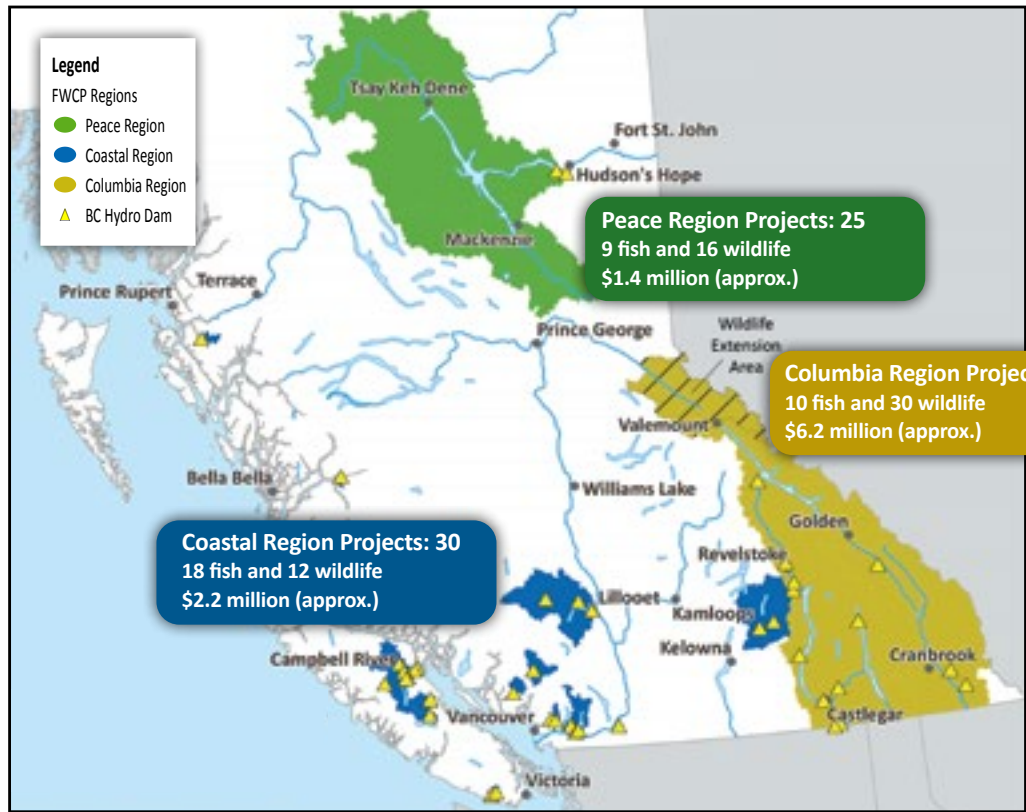 Legend
FWCP Regions
Peace Region
Coastal Region
Columbia Region
BC Hydro Dam
Tsay Keh Dene
Fort St. John
Hudson's Hope
Peace Region Projects: 25
9 fish and 16 wildlife
$1.4 million (approx.)
Mackenzie
Terrace
Prince Rupert
Prince George
Wildlife
Extension
Area
Columbia Region Projec
10 fish and 30 wildlife
$6.2 million (approx.)
Valemount
Bella Bella
Williams Lake
Golden
Coastal Region Projects: 30
18 fish and 12 wildlife
$2.2 million (approx.)
Revelstoke
Lillooet
Kamloops
Kelowna
Campbell River
Cranbrook
Vancouver
Castlegar
Victoria